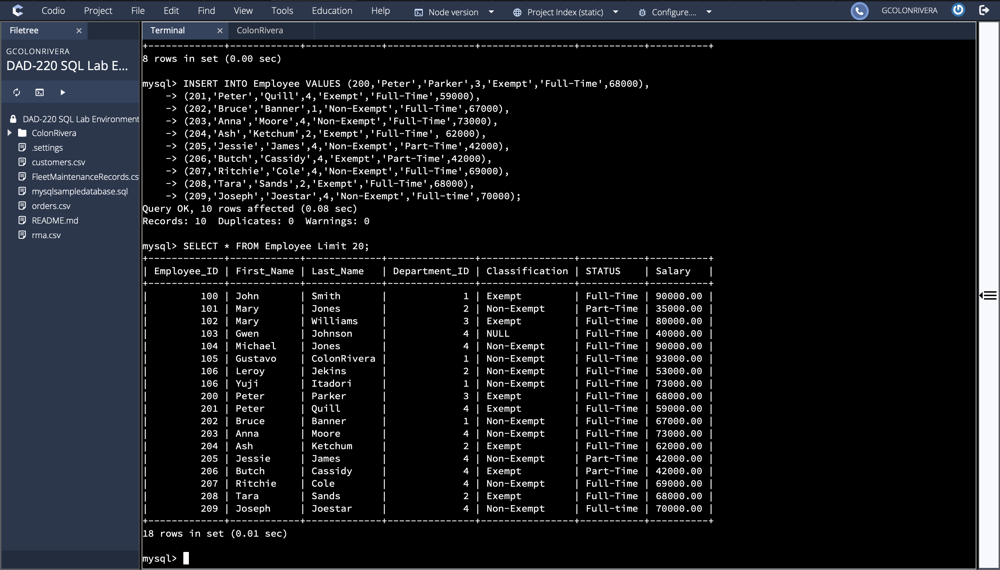 Codio Project File Edit Find View Tools Education Help Node version Project Index (static) Configure.... GCOLONRIVERA
Filetree
Terminal ColonRivera
GCOLONRIVERA
DAD-220 SQL Lab E...
DAD-220 SQL Lab Environment
ColonRivera
.settings
customers.csv
FleetMaintenanceRecords.cs
mysqlsampledatabase.sql
orders.csv
README.md
rma.csv
+-------------+------------+-------------+---------------+----------------+-----------+----------+
8 rows in set (0.00 sec)
mysql> INSERT INTO Employee VALUES (200,'Peter','Parker',3,'Exempt','Full-Time',68000),
    -> (201,'Peter','Quill',4,'Exempt','Full-Time',59000),
    -> (202,'Bruce','Banner',1,'Non-Exempt','Full-Time',67000),
    -> (203,'Anna','Moore',4,'Non-Exempt','Full-Time',73000),
    -> (204,'Ash','Ketchum',2,'Exempt','Full-Time', 62000),
    -> (205,'Jessie','James',4,'Non-Exempt','Part-Time',42000),
    -> (206,'Butch','Cassidy',4,'Exempt','Part-Time',42000),
    -> (207,'Ritchie','Cole',4,'Non-Exempt','Full-Time',69000),
    -> (208,'Tara','Sands',2,'Exempt','Full-Time',68000),
    -> (209,'Joseph','Joestar',4,'Non-Exempt','Full-time',70000);
Query OK, 10 rows affected (0.08 sec)
Records: 10  Duplicates: 0  Warnings: 0
mysql> SELECT * FROM Employee Limit 20;
+-------------+------------+-------------+---------------+----------------+-----------+----------+
| Employee_ID | First_Name | Last_Name   | Department_ID | Classification | STATUS    | Salary   |
+-------------+------------+-------------+---------------+----------------+-----------+----------+
|         100 | John       | Smith       |             1 | Exempt         | Full-Time | 90000.00 |
|         101 | Mary       | Jones       |             2 | Non-Exempt     | Part-Time | 35000.00 |
|         102 | Mary       | Williams    |             3 | Exempt         | Full-time | 80000.00 |
|         103 | Gwen       | Johnson     |             4 | NULL           | Full-Time | 40000.00 |
|         104 | Michael    | Jones       |             4 | Non-Exempt     | Full-Time | 90000.00 |
|         105 | Gustavo    | ColonRivera |             1 | Non-Exempt     | Full-Time | 93000.00 |
|         106 | Leroy      | Jekins      |             2 | Non-Exempt     | Full-Time | 53000.00 |
|         106 | Yuji       | Itadori     |             1 | Non-Exempt     | Full-Time | 73000.00 |
|         200 | Peter      | Parker      |             3 | Exempt         | Full-Time | 68000.00 |
|         201 | Peter      | Quill       |             4 | Exempt         | Full-Time | 59000.00 |
|         202 | Bruce      | Banner      |             1 | Non-Exempt     | Full-Time | 67000.00 |
|         203 | Anna       | Moore       |             4 | Non-Exempt     | Full-Time | 73000.00 |
|         204 | Ash        | Ketchum     |             2 | Exempt         | Full-Time | 62000.00 |
|         205 | Jessie     | James       |             4 | Non-Exempt     | Part-Time | 42000.00 |
|         206 | Butch      | Cassidy     |             4 | Exempt         | Part-Time | 42000.00 |
|         207 | Ritchie    | Cole        |             4 | Non-Exempt     | Full-Time | 69000.00 |
|         208 | Tara       | Sands       |             2 | Exempt         | Full-Time | 68000.00 |
|         209 | Joseph     | Joestar     |             4 | Non-Exempt     | Full-time | 70000.00 |
+-------------+------------+-------------+---------------+----------------+-----------+----------+
18 rows in set (0.01 sec)
mysql>